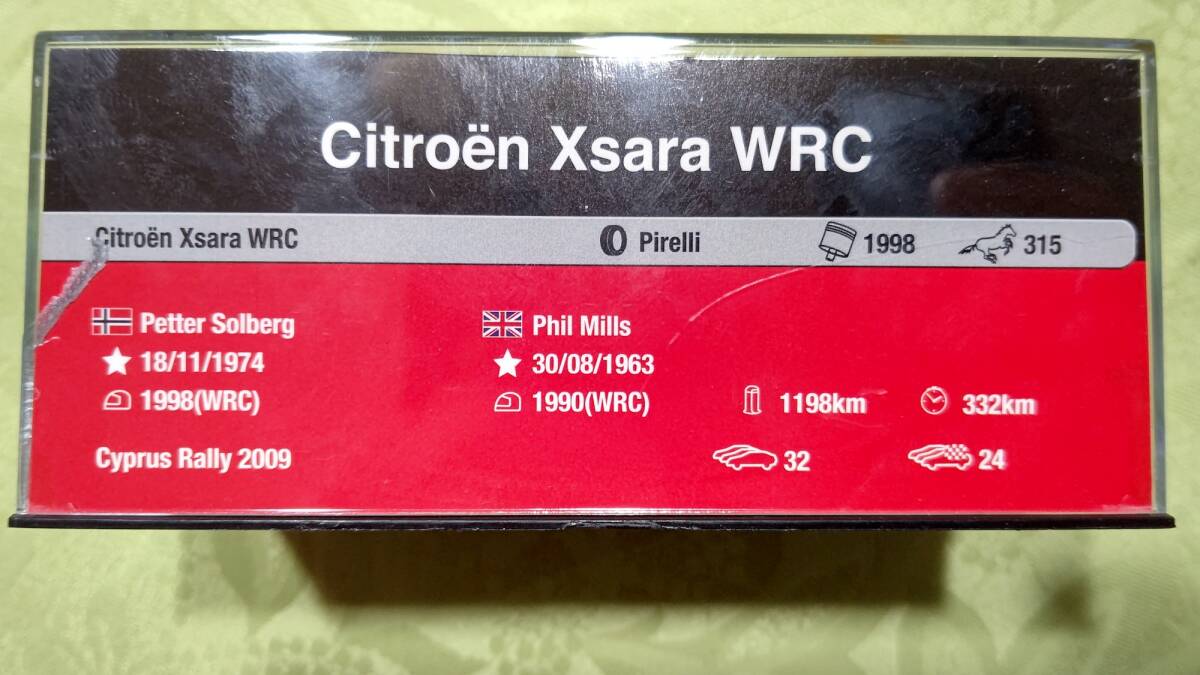 Citroën Xsara WRC
Citroën Xsara WRC Pirelli 1998 315
Petter Solberg Phil Mills
18/11/1974 30/08/1963
1998(WRC) 1990(WRC) 1198km 332km
Cyprus Rally 2009 32 24